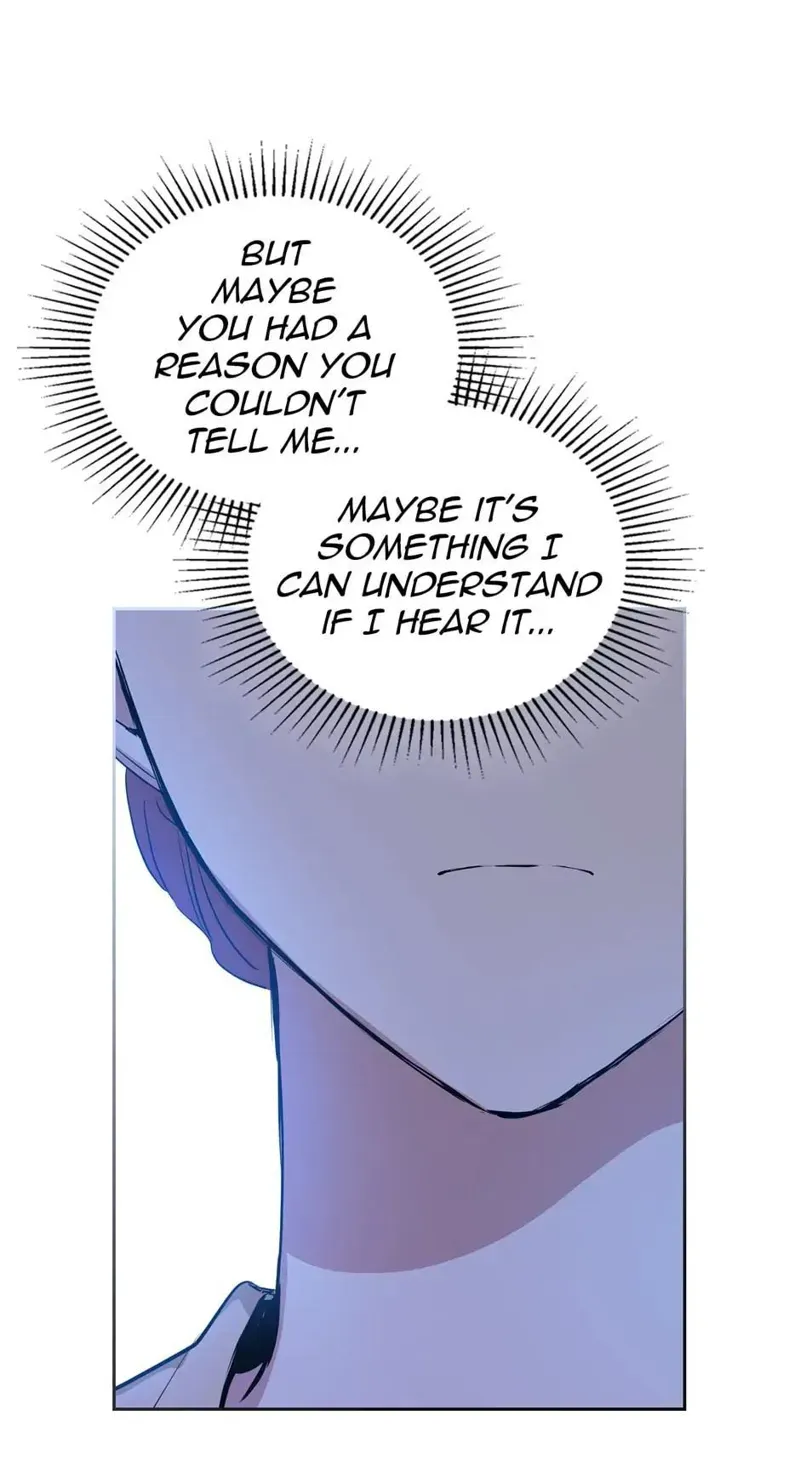 BUT
MAYBE
YOU HAD A
REASON YOU
COULDN'T
TELL ME...
MAYBE IT'S
SOMETHING I
CAN UNDERSTAND
IF I HEAR IT...